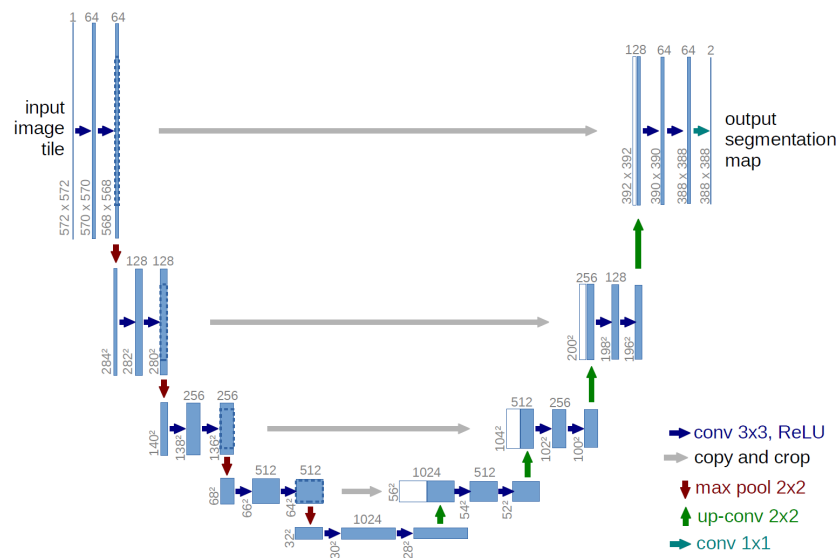 1 64 64
input
image
tile
572 x 572
570 x 570
568 x 568
128 64 64 2
output
segmentation
map
392 x 392
390 x 390
388 x 388
388 x 388
128 128
284²
282²
280²
256 128
200²
198²
196²
256 256
140²
138²
136²
512 256
104²
102²
100²
512 512
68²
66²
64²
1024 512
56²
54²
52²
1024
32²
30²
28²
conv 3x3, ReLU
copy and crop
max pool 2x2
up-conv 2x2
conv 1x1